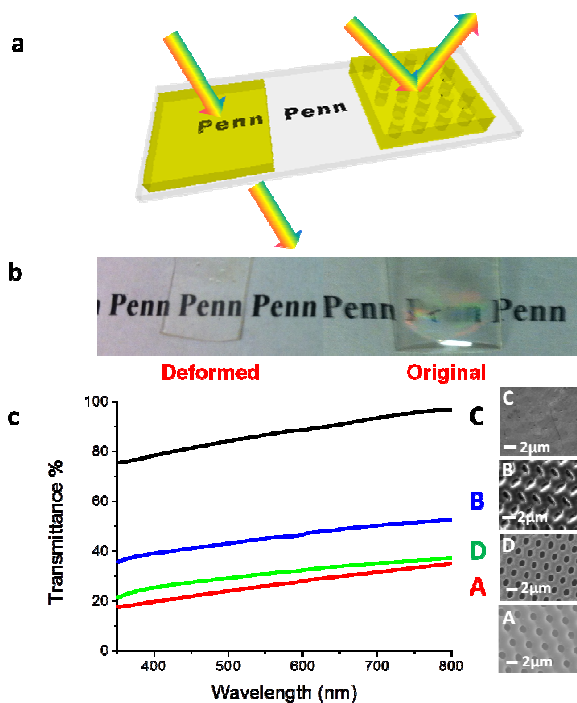 a
Penn
Penn
b
Penn Penn Penn Penn Penn Penn
Deformed Original
c
100
80
60
40
20
0
Transmittance %
400 500 600 700 800
Wavelength (nm)
C
B
D
A
C
2μm
B
2μm
D
2μm
A
2μm